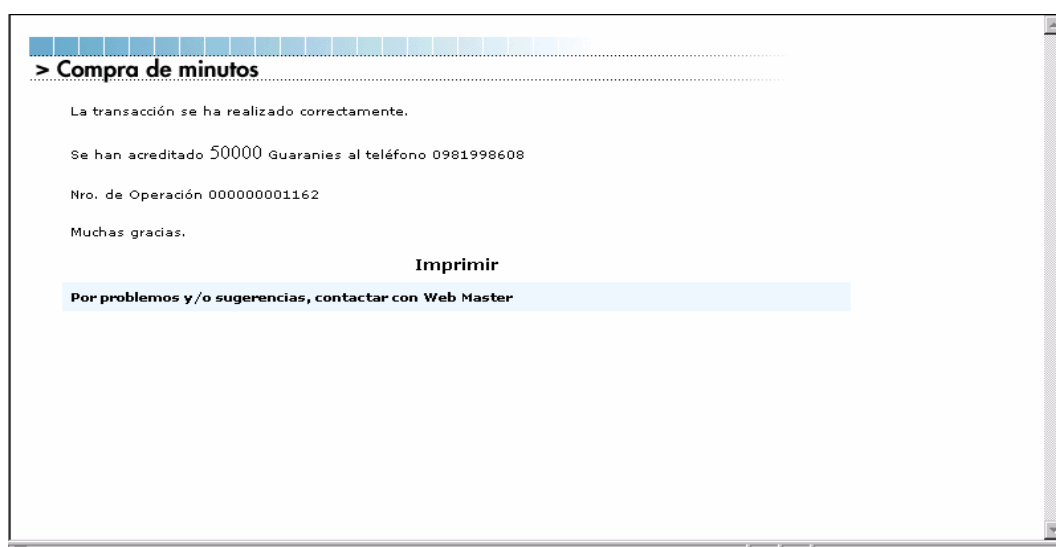 > Compra de minutos
La transacción se ha realizado correctamente.
Se han acreditado 50000 Guaranies al teléfono 0981998608
Nro. de Operación 000000001162
Muchas gracias.
Imprimir
Por problemos y/o sugerencias, contactar con Web Master